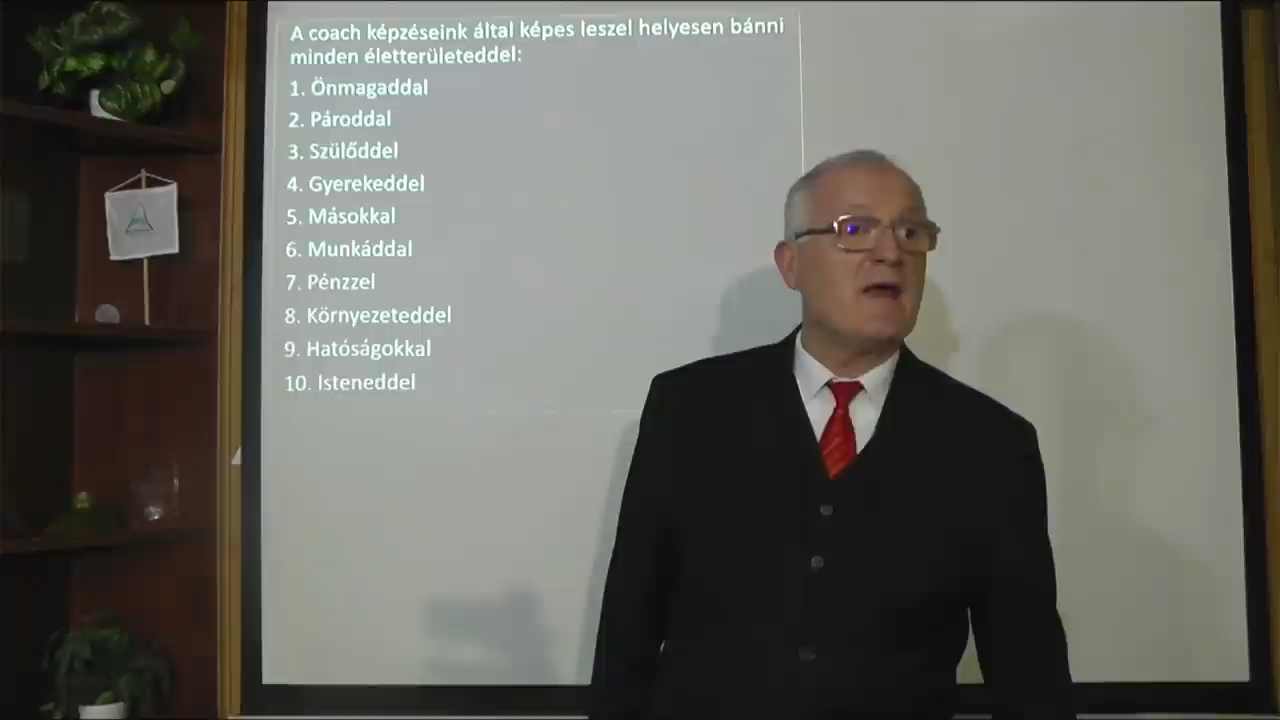 A coach képzéseink által képes leszel helyesen bánni
minden életterületeddel:
1. Önmagaddal
2. Pároddal
3. Szülőddel
4. Gyerekeddel
5. Másokkal
6. Munkáddal
7. Pénzzel
8. Környezeteddel
9. Hatóságokkal
10. Isteneddel